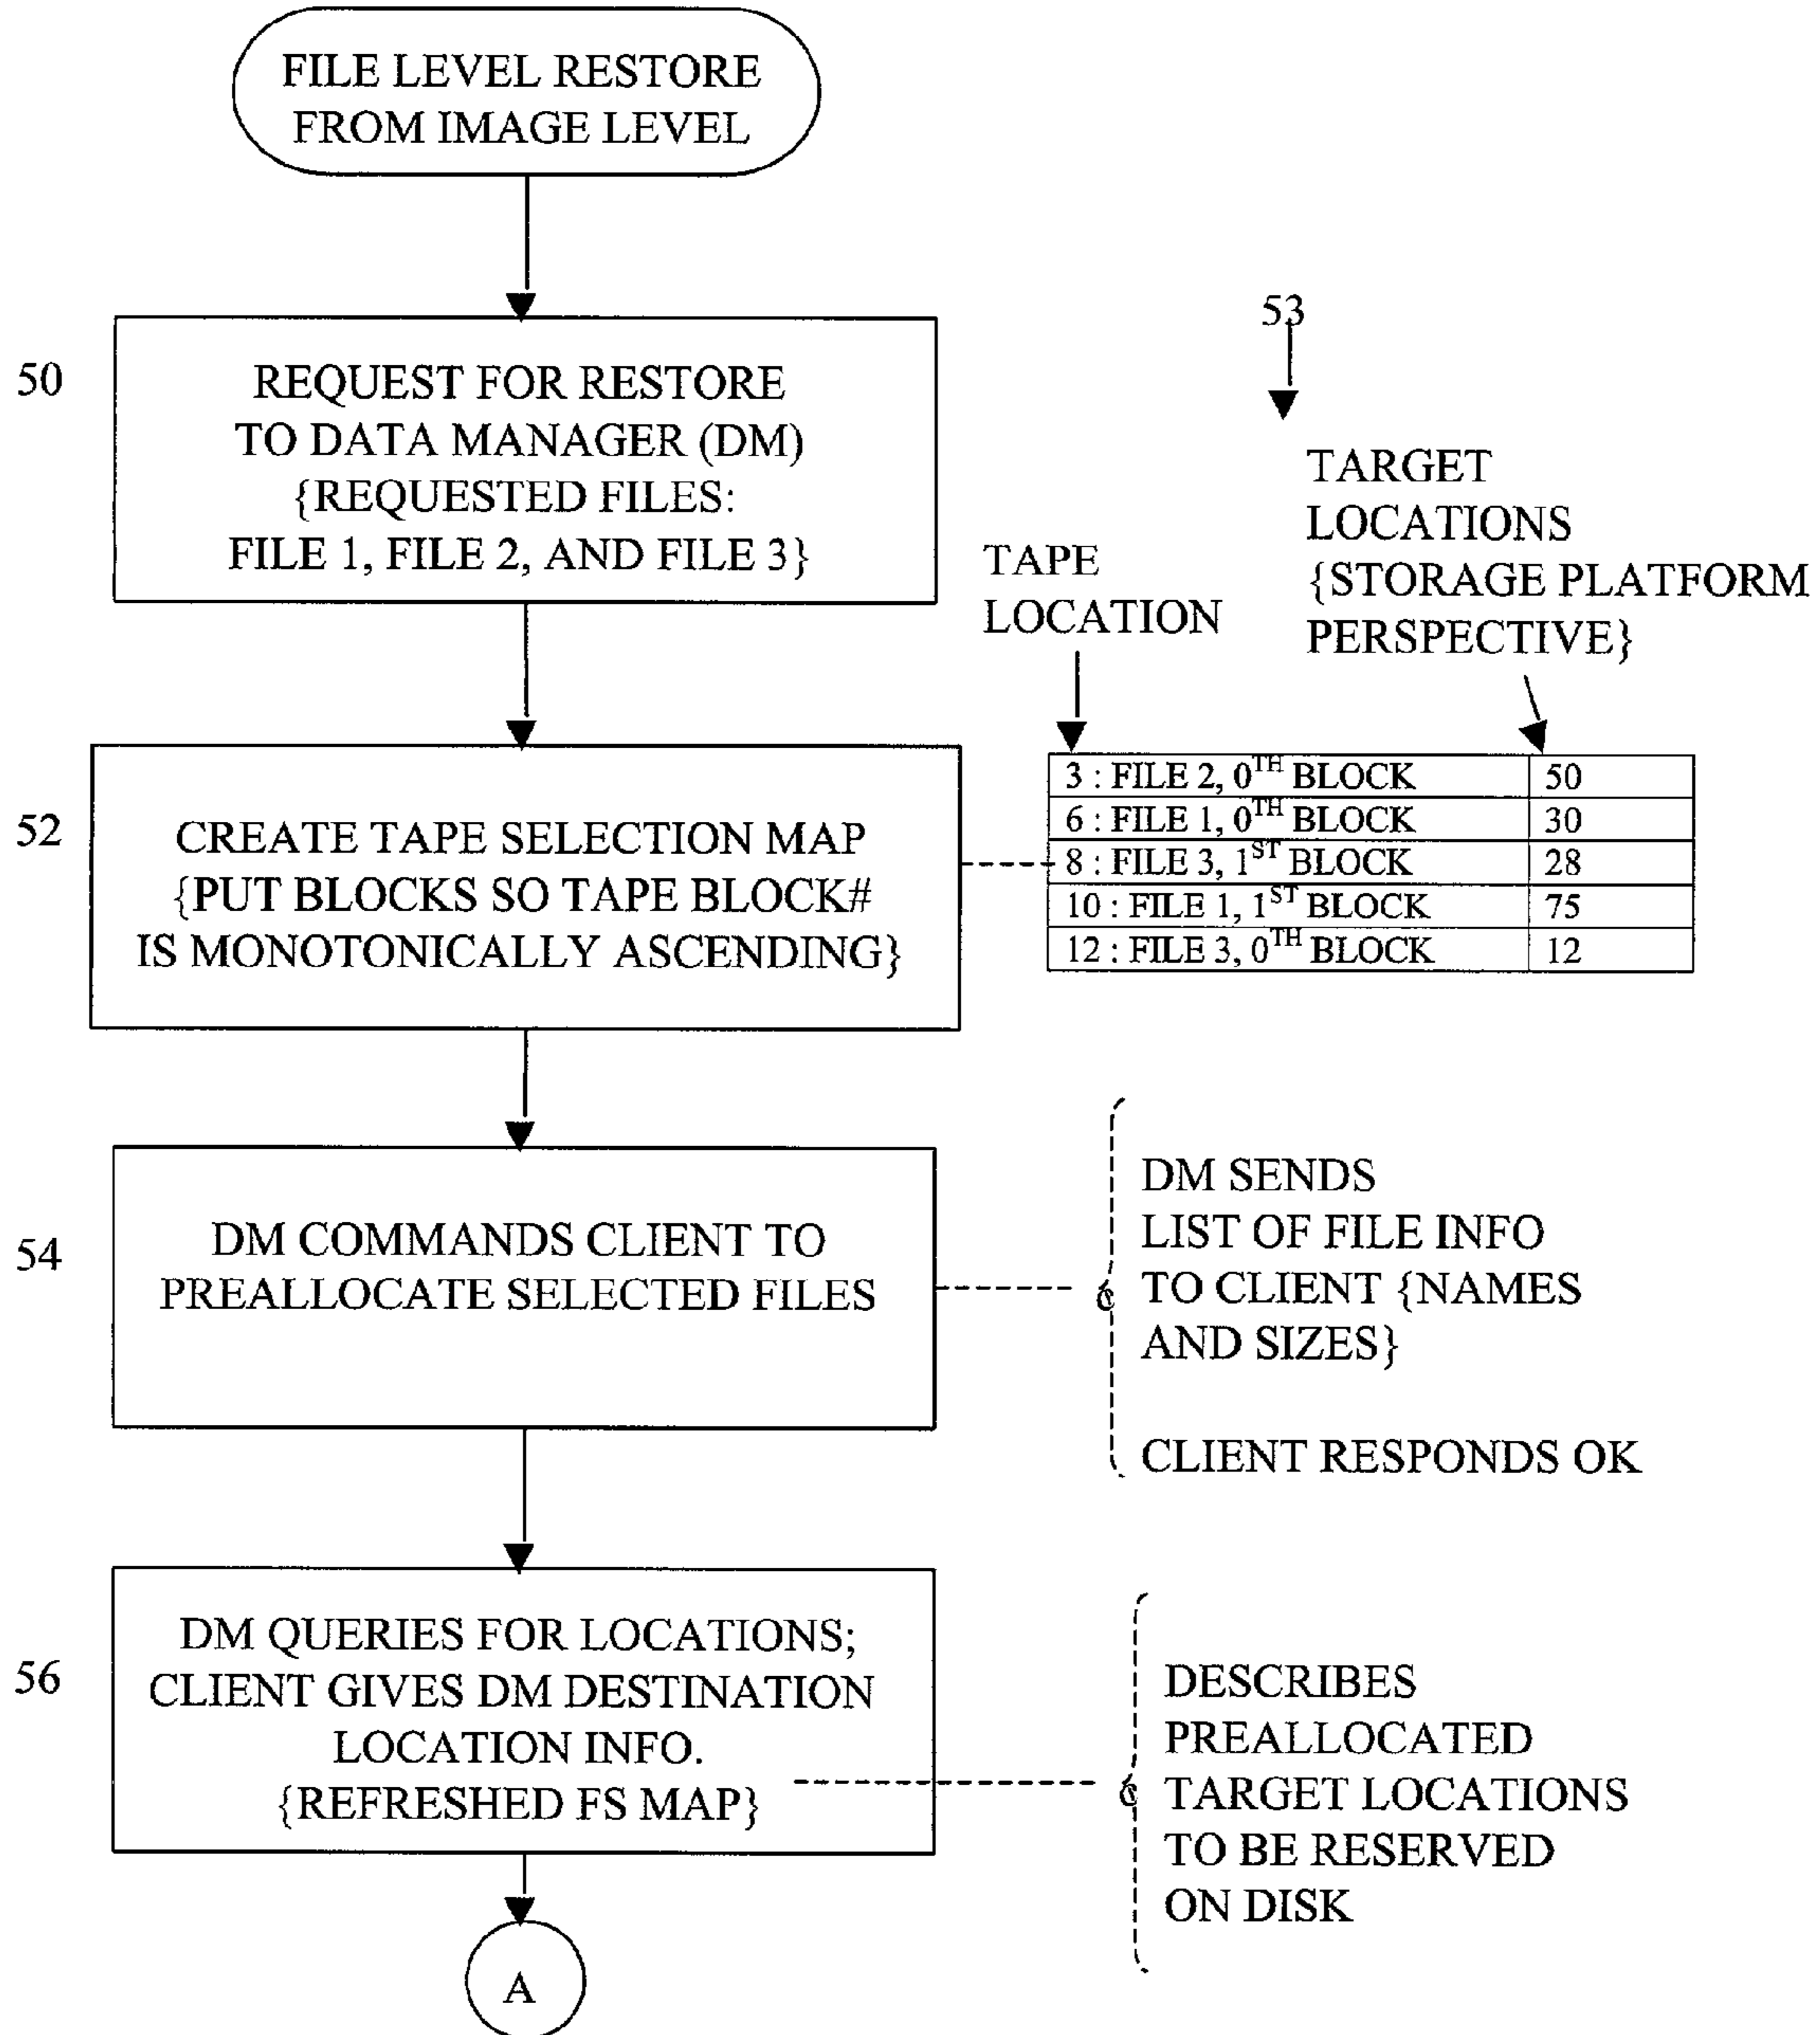 FILE LEVEL RESTORE
FROM IMAGE LEVEL
50
REQUEST FOR RESTORE
TO DATA MANAGER (DM)
{REQUESTED FILES:
FILE 1, FILE 2, AND FILE 3}
53
TAPE
LOCATION
TARGET
LOCATIONS
{STORAGE PLATFORM
PERSPECTIVE}
52
CREATE TAPE SELECTION MAP
{PUT BLOCKS SO TAPE BLOCK#
IS MONOTONICALLY ASCENDING}
3 : FILE 2, 0TH BLOCK 50
6 : FILE 1, 0TH BLOCK 30
8 : FILE 3, 1ST BLOCK 28
10 : FILE 1, 1ST BLOCK 75
12 : FILE 3, 0TH BLOCK 12
54
DM COMMANDS CLIENT TO
PREALLOCATE SELECTED FILES
DM SENDS
LIST OF FILE INFO
TO CLIENT {NAMES
AND SIZES}
CLIENT RESPONDS OK
56
DM QUERIES FOR LOCATIONS;
CLIENT GIVES DM DESTINATION
LOCATION INFO.
{REFRESHED FS MAP}
DESCRIBES
PREALLOCATED
TARGET LOCATIONS
TO BE RESERVED
ON DISK
A